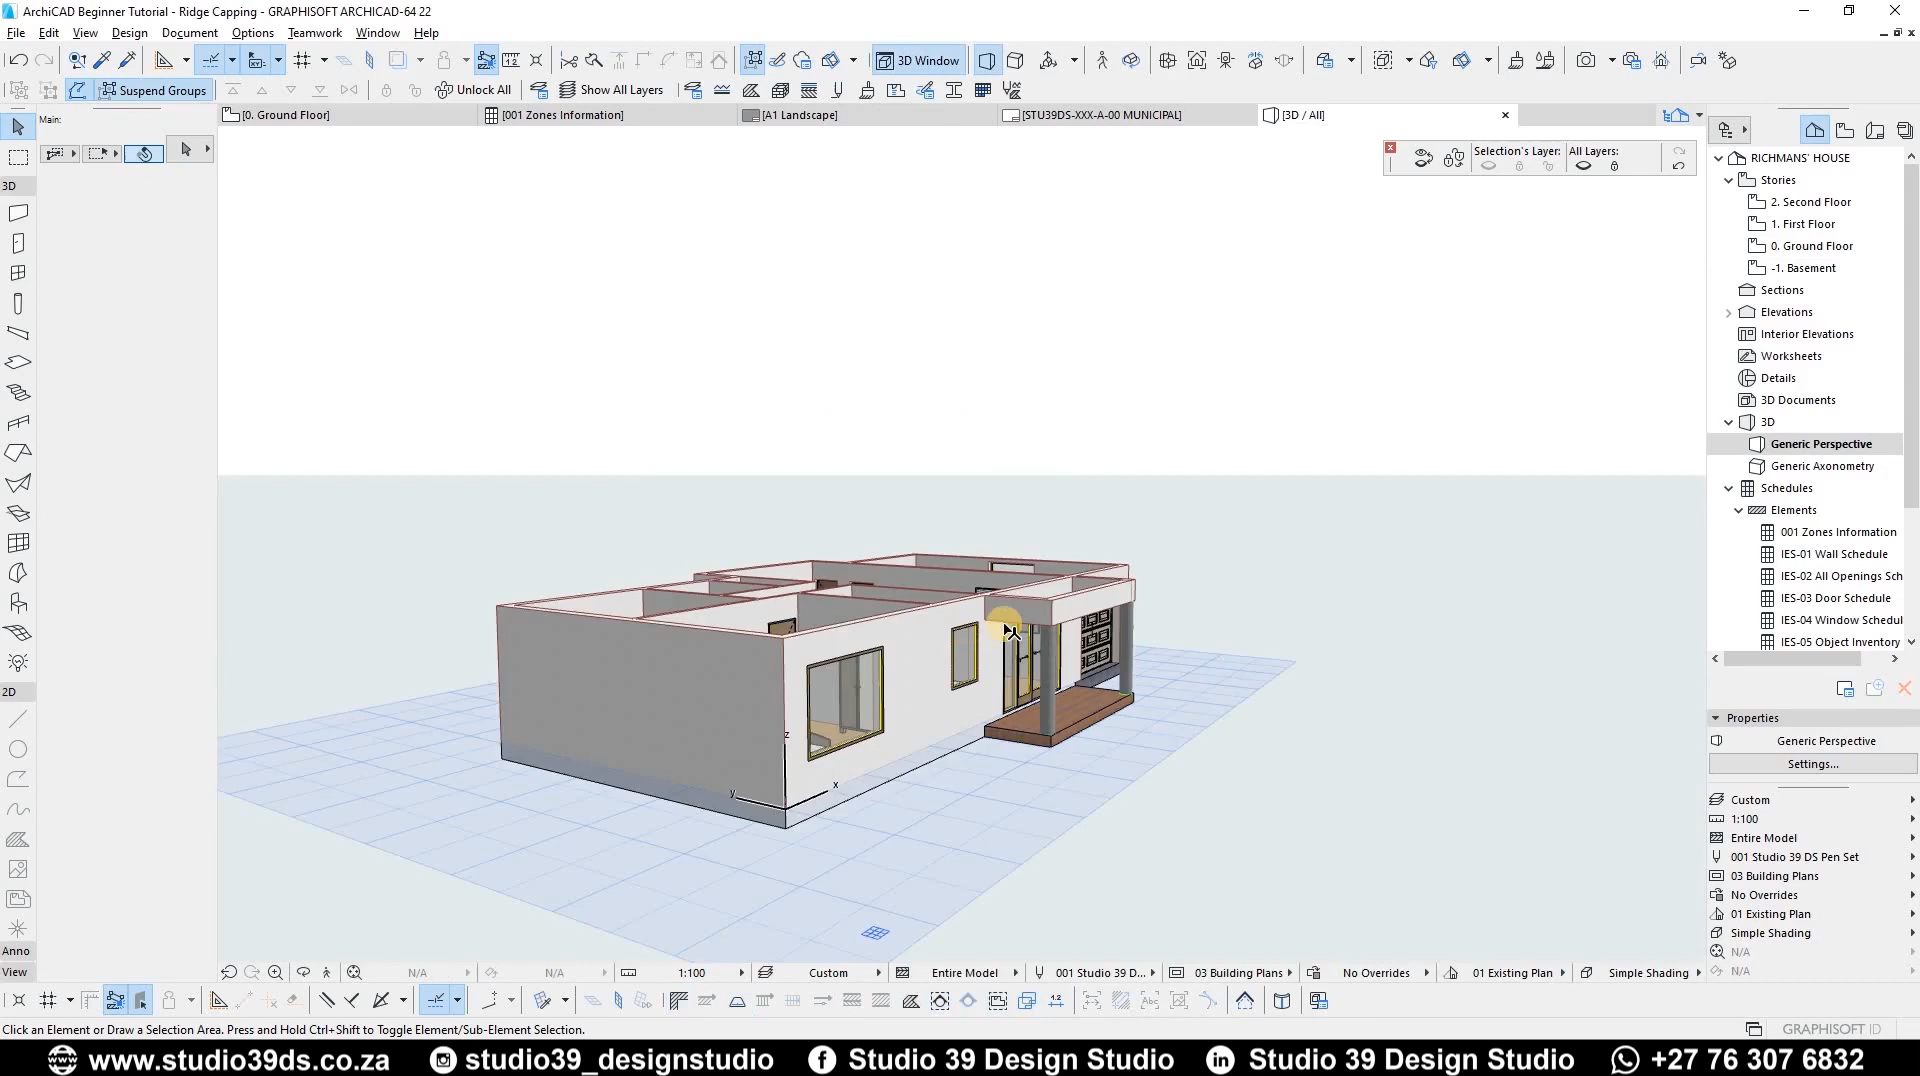 ArchiCAD Beginner Tutorial - Ridge Capping - GRAPHISOFT ARCHICAD-64 22
File Edit View Design Document Options Teamwork Window Help
3D Window
Suspend Groups
Unlock All
Show All Layers
Main:
[0. Ground Floor]
[001 Zones Information]
[A1 Landscape]
[STU39DS-XXX-A-00 MUNICIPAL]
[3D / All]
Selection's Layer:
All Layers:
3D
2D
Anno
View
z
x
y
RICHMANS' HOUSE
Stories
2. Second Floor
1. First Floor
0. Ground Floor
-1. Basement
Sections
Elevations
Interior Elevations
Worksheets
Details
3D Documents
3D
Generic Perspective
Generic Axonometry
Schedules
Elements
001 Zones Information
IES-01 Wall Schedule
IES-02 All Openings Sch
IES-03 Door Schedule
IES-04 Window Schedul
IES-05 Object Inventory
Properties
Generic Perspective
Settings...
Custom
1:100
Entire Model
001 Studio 39 DS Pen Set
03 Building Plans
No Overrides
01 Existing Plan
Simple Shading
N/A
N/A
N/A
N/A
1:100
Custom
Entire Model
001 Studio 39 D...
03 Building Plans
No Overrides
01 Existing Plan
Simple Shading
Click an Element or Draw a Selection Area. Press and Hold Ctrl+Shift to Toggle Element/Sub-Element Selection.
GRAPHISOFT ID
www.studio39ds.co.za
studio39_designstudio
Studio 39 Design Studio
Studio 39 Design Studio
+27 76 307 6832